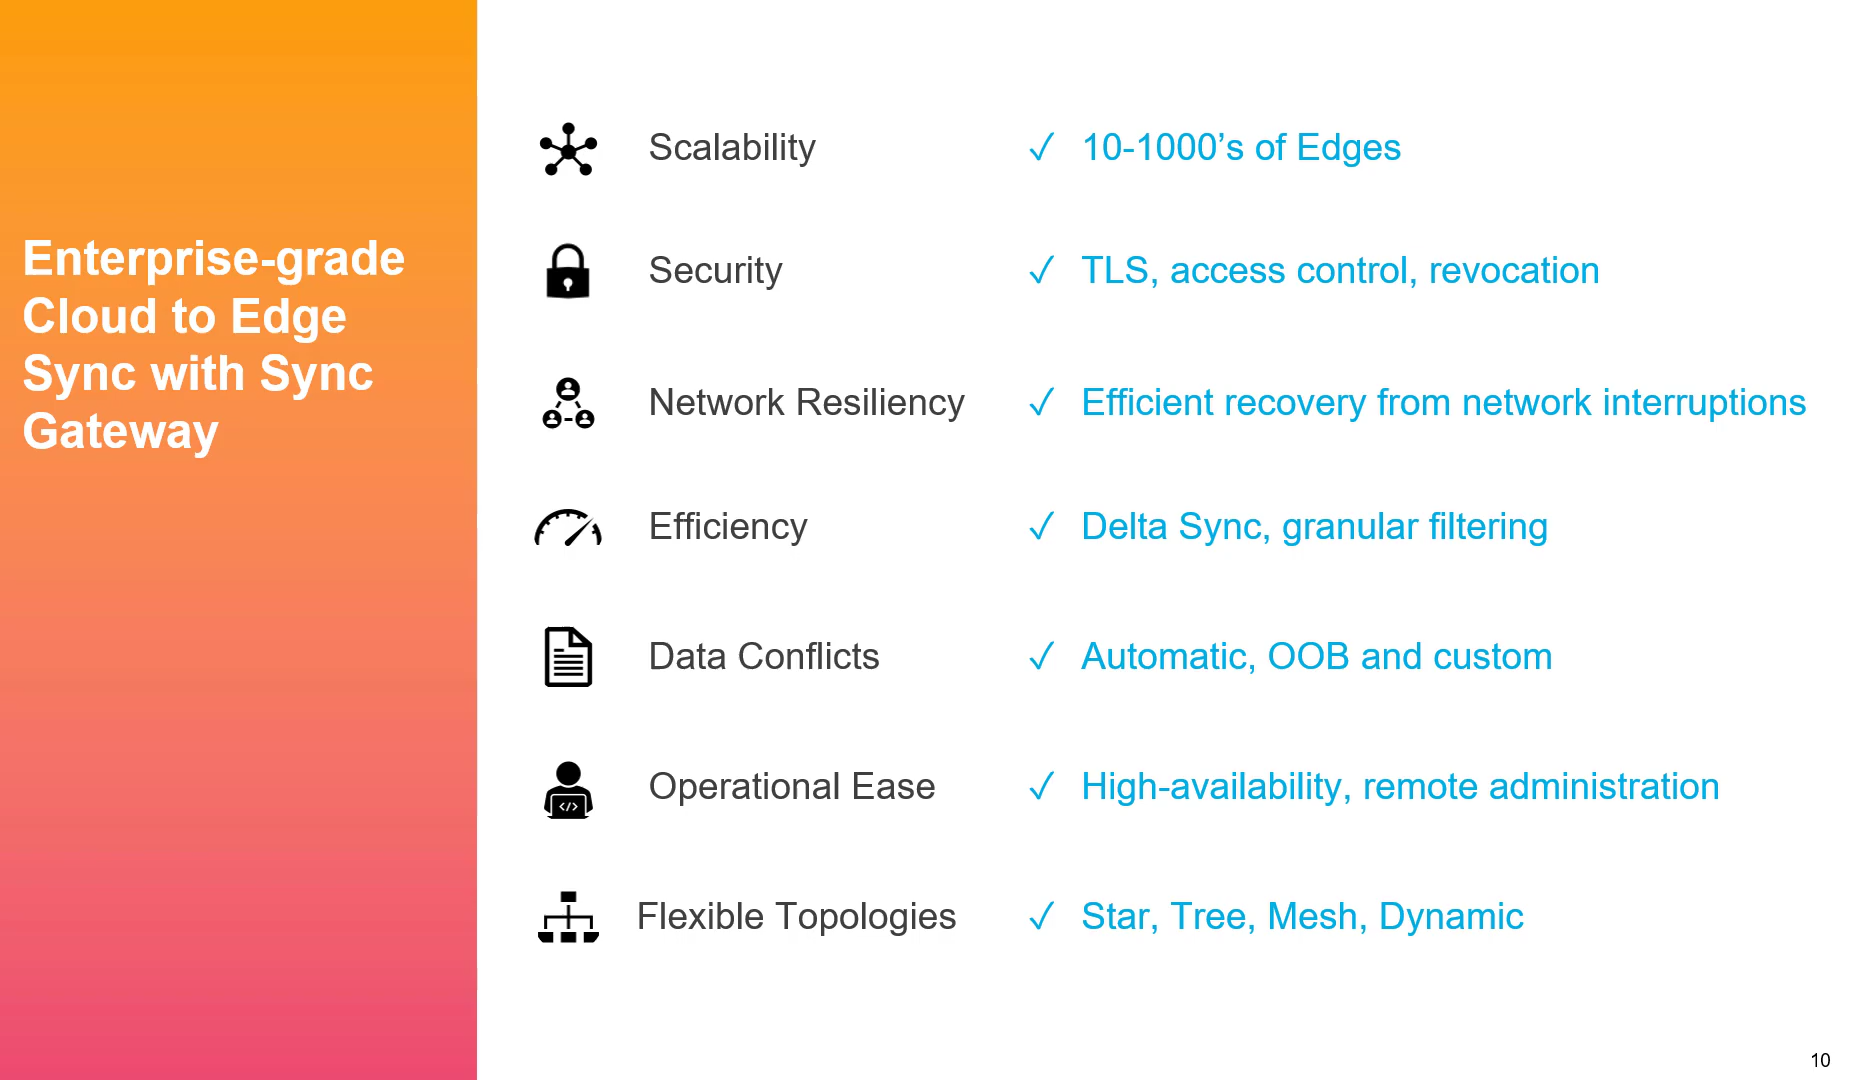 Enterprise-grade
Cloud to Edge
Sync with Sync
Gateway
Scalability ✓ 10-1000’s of Edges
Security ✓ TLS, access control, revocation
Network Resiliency ✓ Efficient recovery from network interruptions
Efficiency ✓ Delta Sync, granular filtering
Data Conflicts ✓ Automatic, OOB and custom
</> Operational Ease ✓ High-availability, remote administration
Flexible Topologies ✓ Star, Tree, Mesh, Dynamic
10